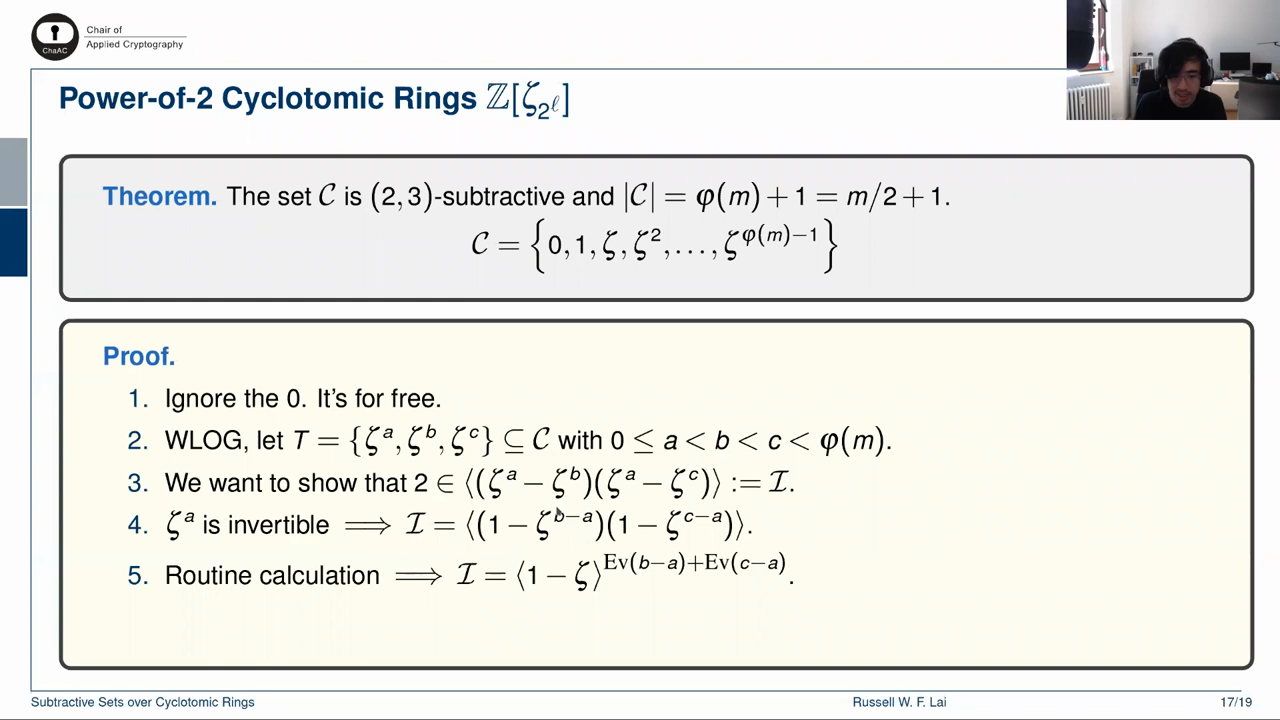 ChaAC
Chair of
Applied Cryptography
Power-of-2 Cyclotomic Rings ℤ[ζ_{2^ℓ}]
Theorem. The set 𝒞 is (2,3)-subtractive and |𝒞| = φ(m) + 1 = m/2 + 1.
𝒞 = {0, 1, ζ, ζ², …, ζ^{φ(m)−1}}
Proof.
1. Ignore the 0. It's for free.
2. WLOG, let T = {ζ^a, ζ^b, ζ^c} ⊆ 𝒞 with 0 ≤ a < b < c < φ(m).
3. We want to show that 2 ∈ ⟨(ζ^a − ζ^b)(ζ^a − ζ^c)⟩ := ℐ.
4. ζ^a is invertible ⟹ ℐ = ⟨(1 − ζ^{b−a})(1 − ζ^{c−a})⟩.
5. Routine calculation ⟹ ℐ = ⟨1 − ζ⟩^{Ev(b−a)+Ev(c−a)}.
Subtractive Sets over Cyclotomic Rings
Russell W. F. Lai
17/19